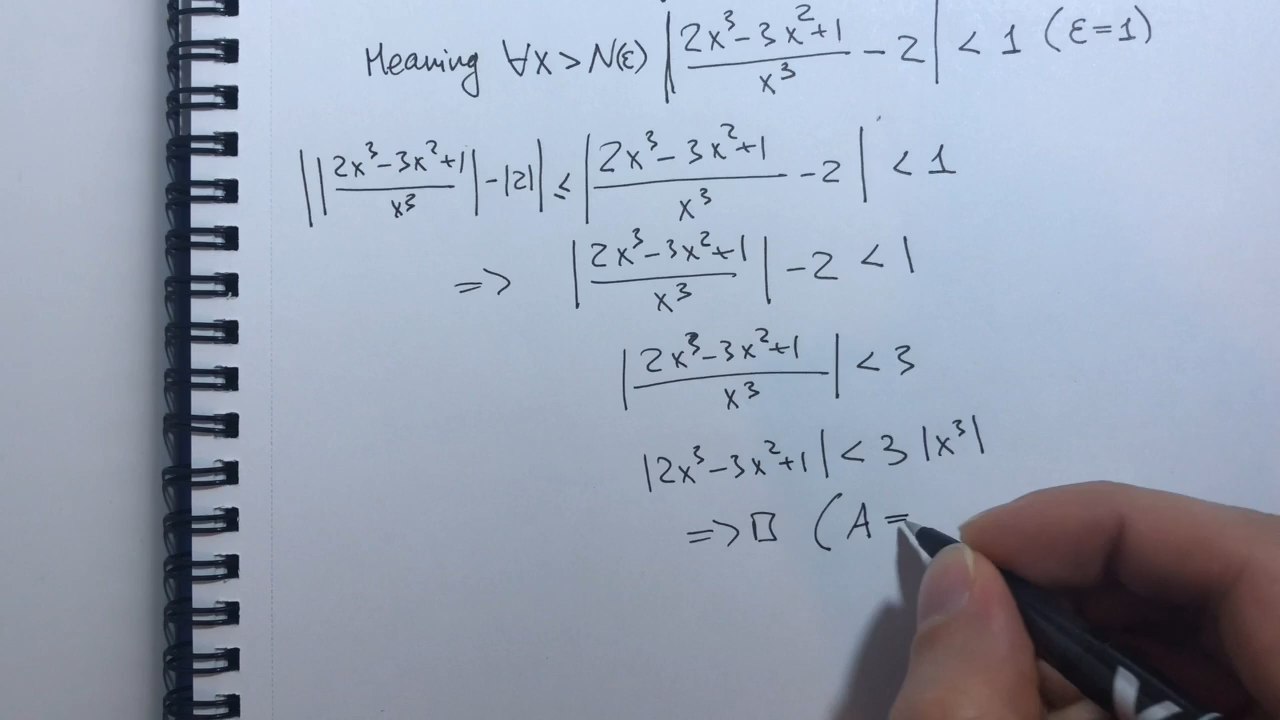 Meaning ∀x > N(ε) |(2x³-3x²+1)/x³ - 2| < 1 (ε=1)
||(2x³-3x²+1)/x³| - |2|| ≤ |(2x³-3x²+1)/x³ - 2| < 1
=> |(2x³-3x²+1)/x³| - 2 < 1
|(2x³-3x²+1)/x³| < 3
|2x³-3x²+1| < 3|x³|
=> □ (A =